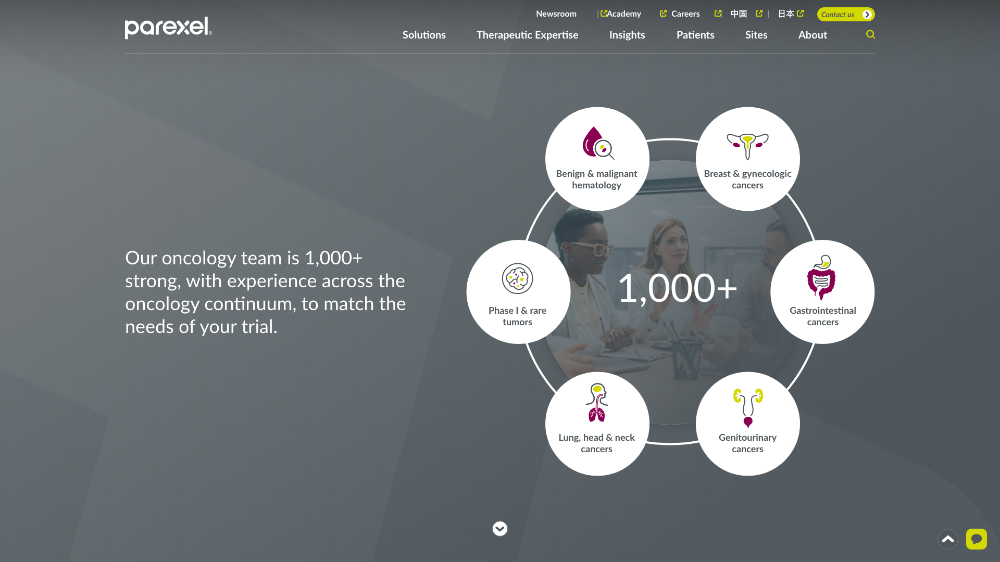 Newsroom | Academy | Careers | 中国 | 日本 Contact us
parexel®
Solutions Therapeutic Expertise Insights Patients Sites About
Benign & malignant
hematology
Breast & gynecologic
cancers
Our oncology team is 1,000+
strong, with experience across the
oncology continuum, to match the
needs of your trial.
1,000+
Phase I & rare
tumors
Gastrointestinal
cancers
Lung, head & neck
cancers
Genitourinary
cancers